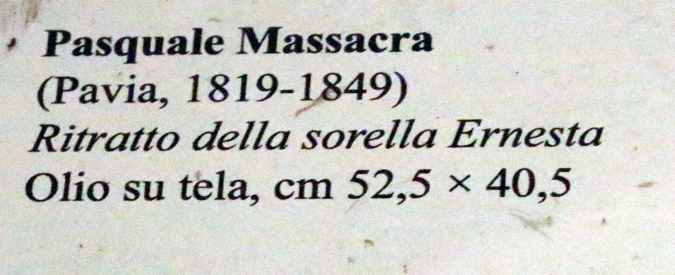 Pasquale Massacra
(Pavia, 1819-1849)
Ritratto della sorella Ernesta
Olio su tela, cm 52,5 × 40,5